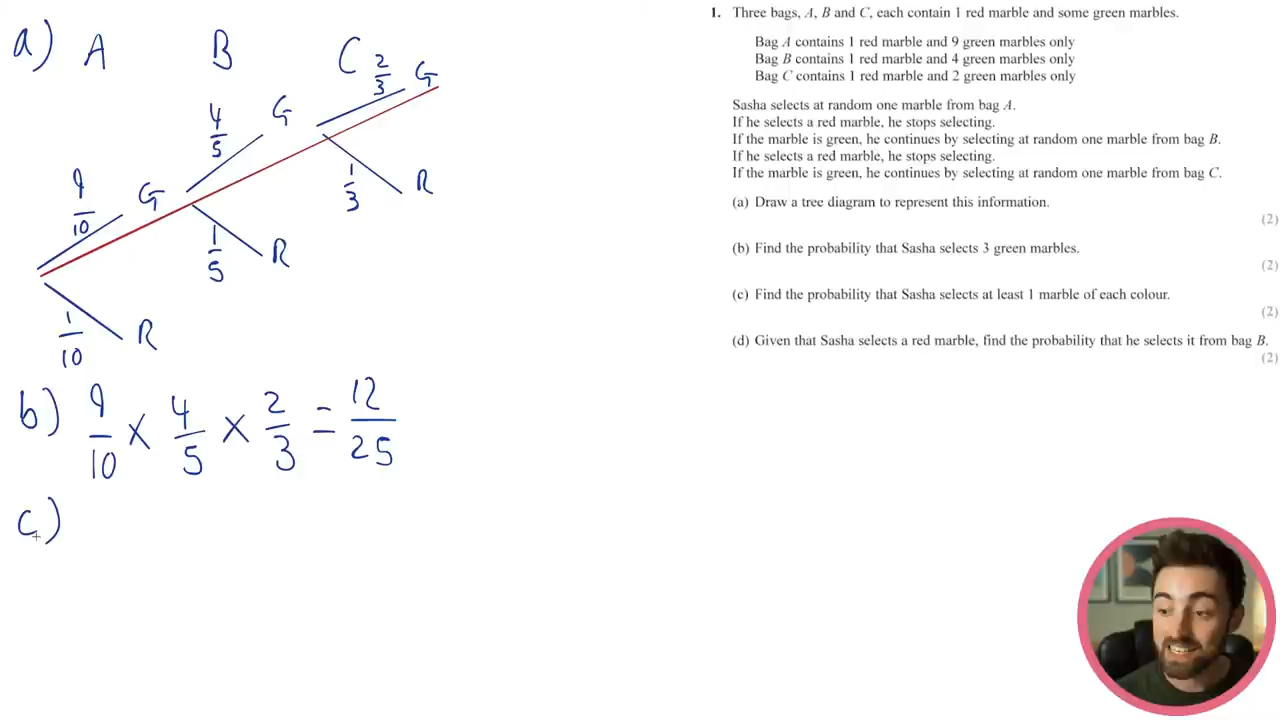 a) A B C
2/3 G
4/5 G
9/10 G
1/3 R
1/5 R
1/10 R
b) 9/10 × 4/5 × 2/3 = 12/25
c)
1. Three bags, A, B and C, each contain 1 red marble and some green marbles.
Bag A contains 1 red marble and 9 green marbles only
Bag B contains 1 red marble and 4 green marbles only
Bag C contains 1 red marble and 2 green marbles only
Sasha selects at random one marble from bag A.
If he selects a red marble, he stops selecting.
If the marble is green, he continues by selecting at random one marble from bag B.
If he selects a red marble, he stops selecting.
If the marble is green, he continues by selecting at random one marble from bag C.
(a) Draw a tree diagram to represent this information.
(2)
(b) Find the probability that Sasha selects 3 green marbles.
(2)
(c) Find the probability that Sasha selects at least 1 marble of each colour.
(2)
(d) Given that Sasha selects a red marble, find the probability that he selects it from bag B.
(2)